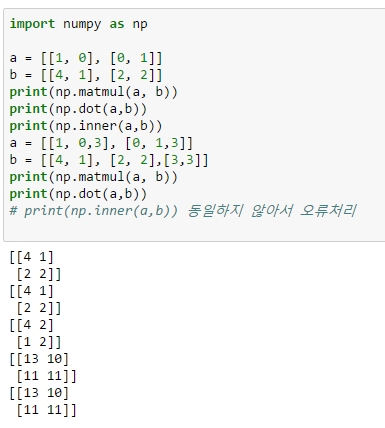 import numpy as np
a = [[1, 0], [0, 1]]
b = [[4, 1], [2, 2]]
print(np.matmul(a, b))
print(np.dot(a,b))
print(np.inner(a,b))
a = [[1, 0,3], [0, 1,3]]
b = [[4, 1], [2, 2],[3,3]]
print(np.matmul(a, b))
print(np.dot(a,b))
# print(np.inner(a,b)) 동일하지 않아서 오류처리
[[4 1]
 [2 2]]
[[4 1]
 [2 2]]
[[4 2]
 [1 2]]
[[13 10]
 [11 11]]
[[13 10]
 [11 11]]